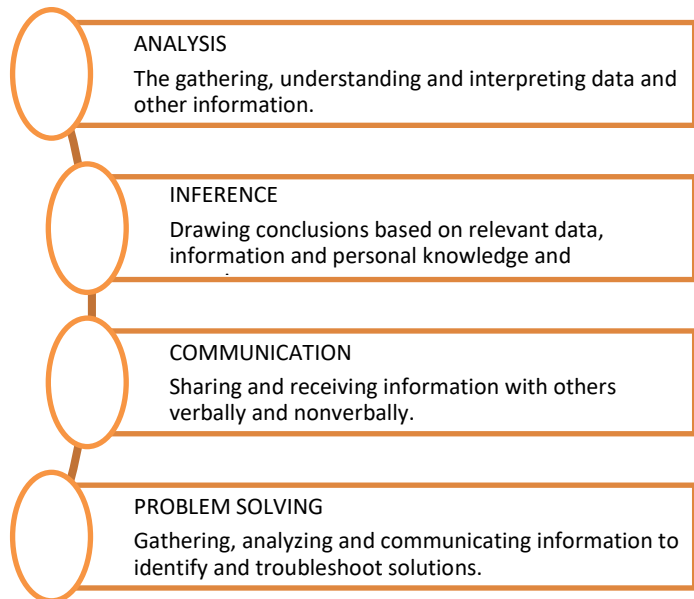 ANALYSIS
The gathering, understanding and interpreting data and
other information.
INFERENCE
Drawing conclusions based on relevant data,
information and personal knowledge and
COMMUNICATION
Sharing and receiving information with others
verbally and nonverbally.
PROBLEM SOLVING
Gathering, analyzing and communicating information to
identify and troubleshoot solutions.